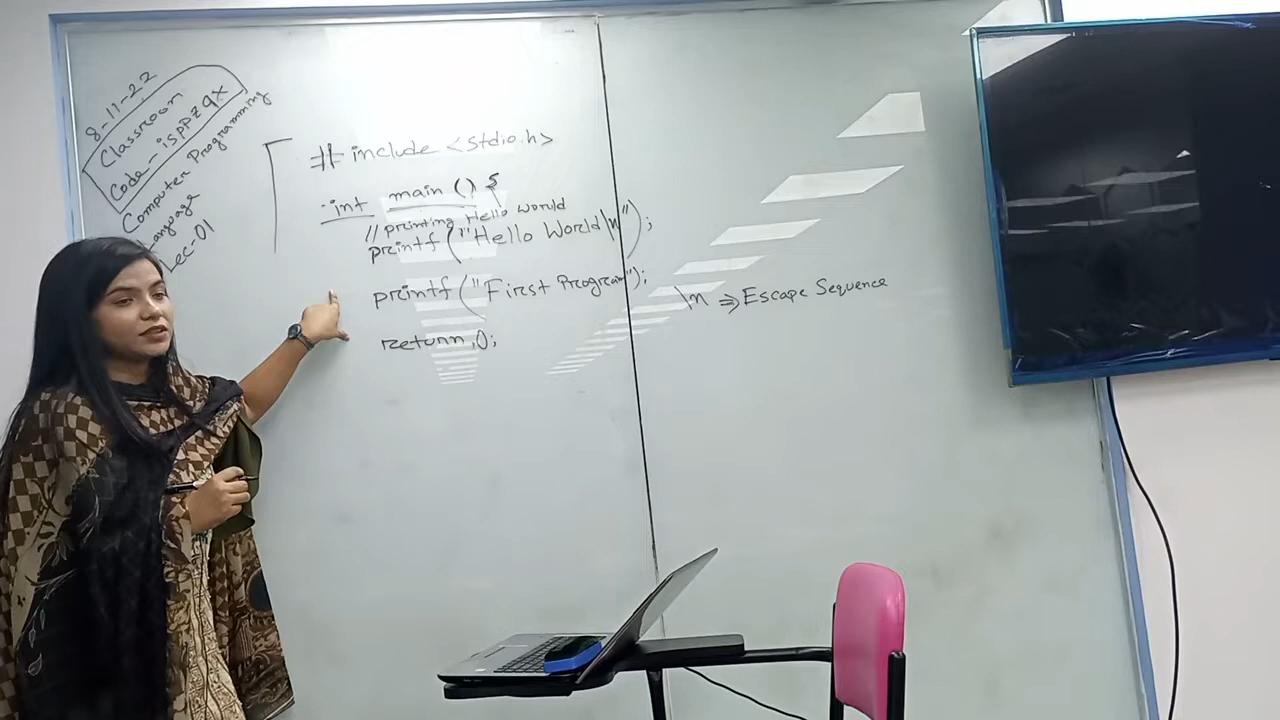 8-11-22
Classroom
Code- isppzqx
Computer Programming
Language
Lec-01
# include <stdio.h>
int main () {
// printing Hello World
printf ("Hello World\n");
printf ("First Program");
return 0;
\n ⇒ Escape Sequence